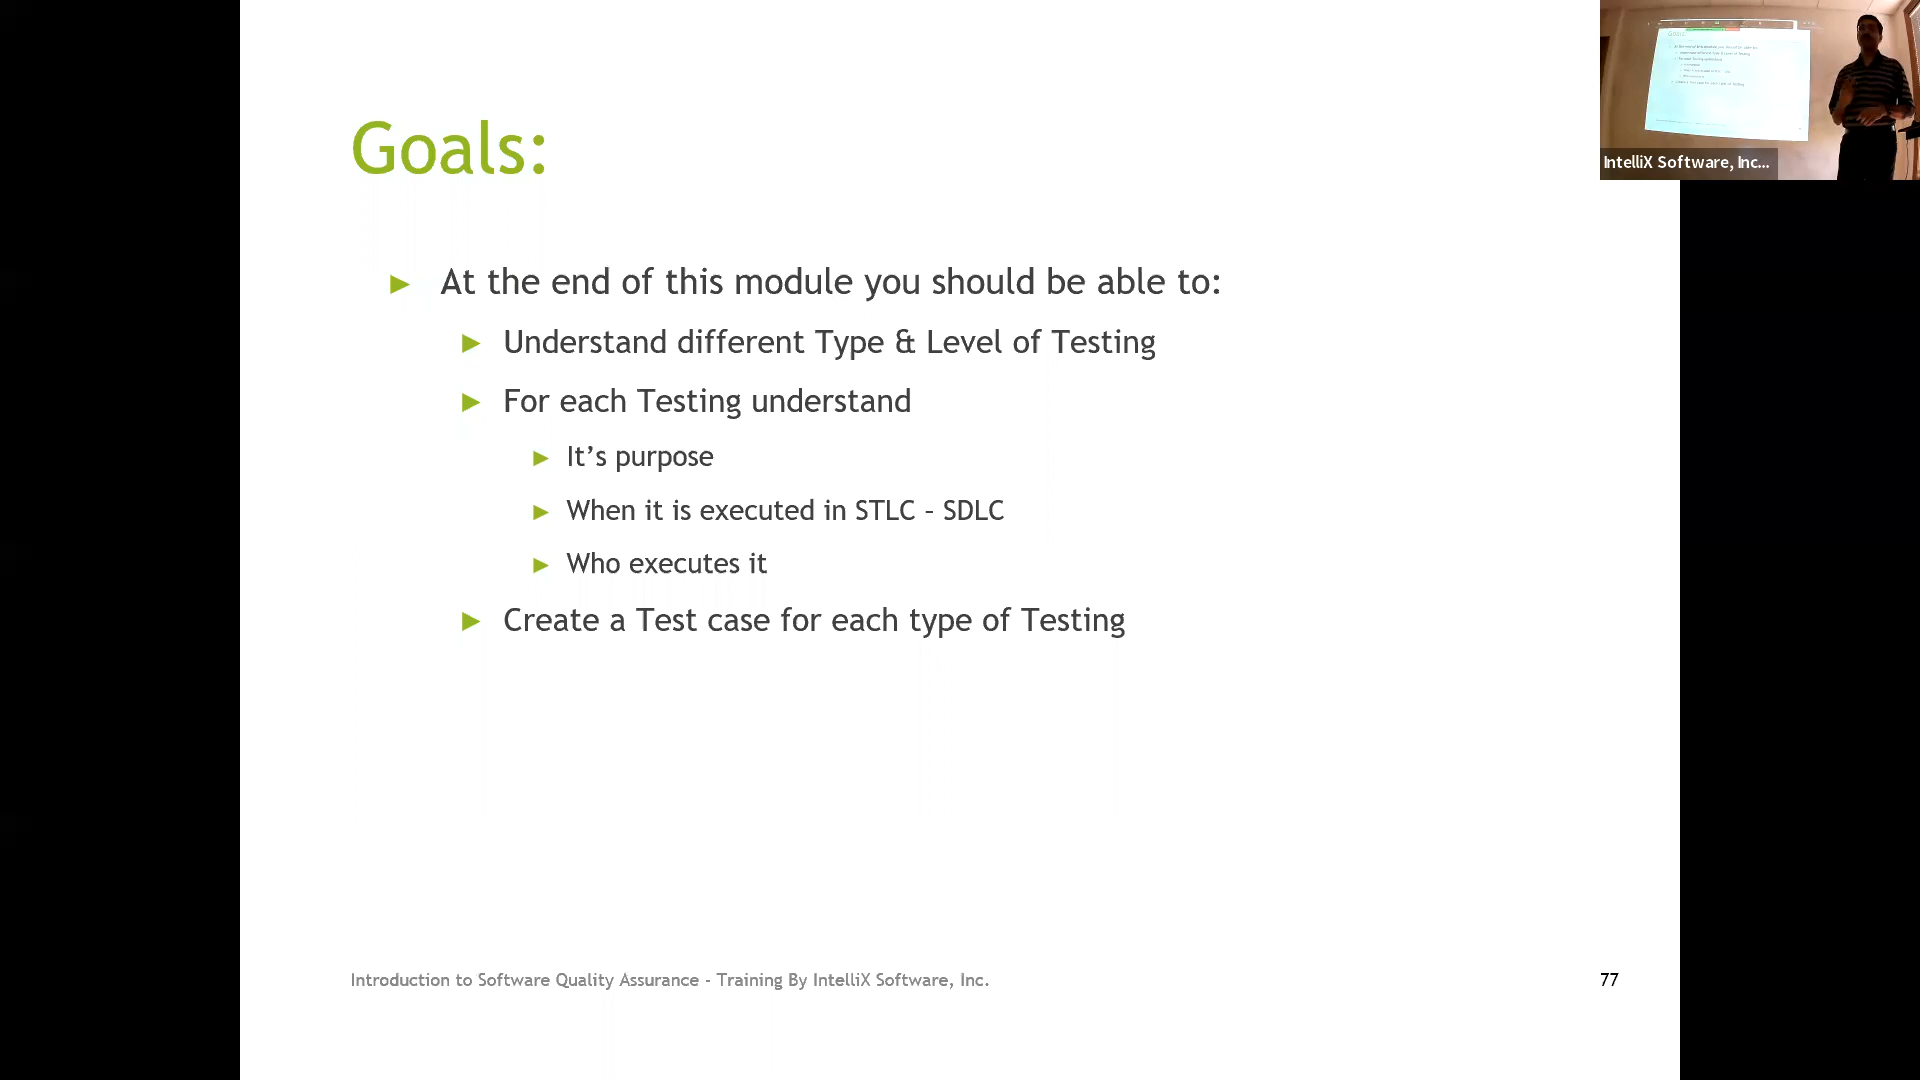 Goals:
At the end of this module you should be able to:
Understand different Type & Level of Testing
For each Testing understand
It’s purpose
When it is executed in STLC – SDLC
Who executes it
Create a Test case for each type of Testing
Introduction to Software Quality Assurance - Training By IntelliX Software, Inc.
77
IntelliX Software, Inc...